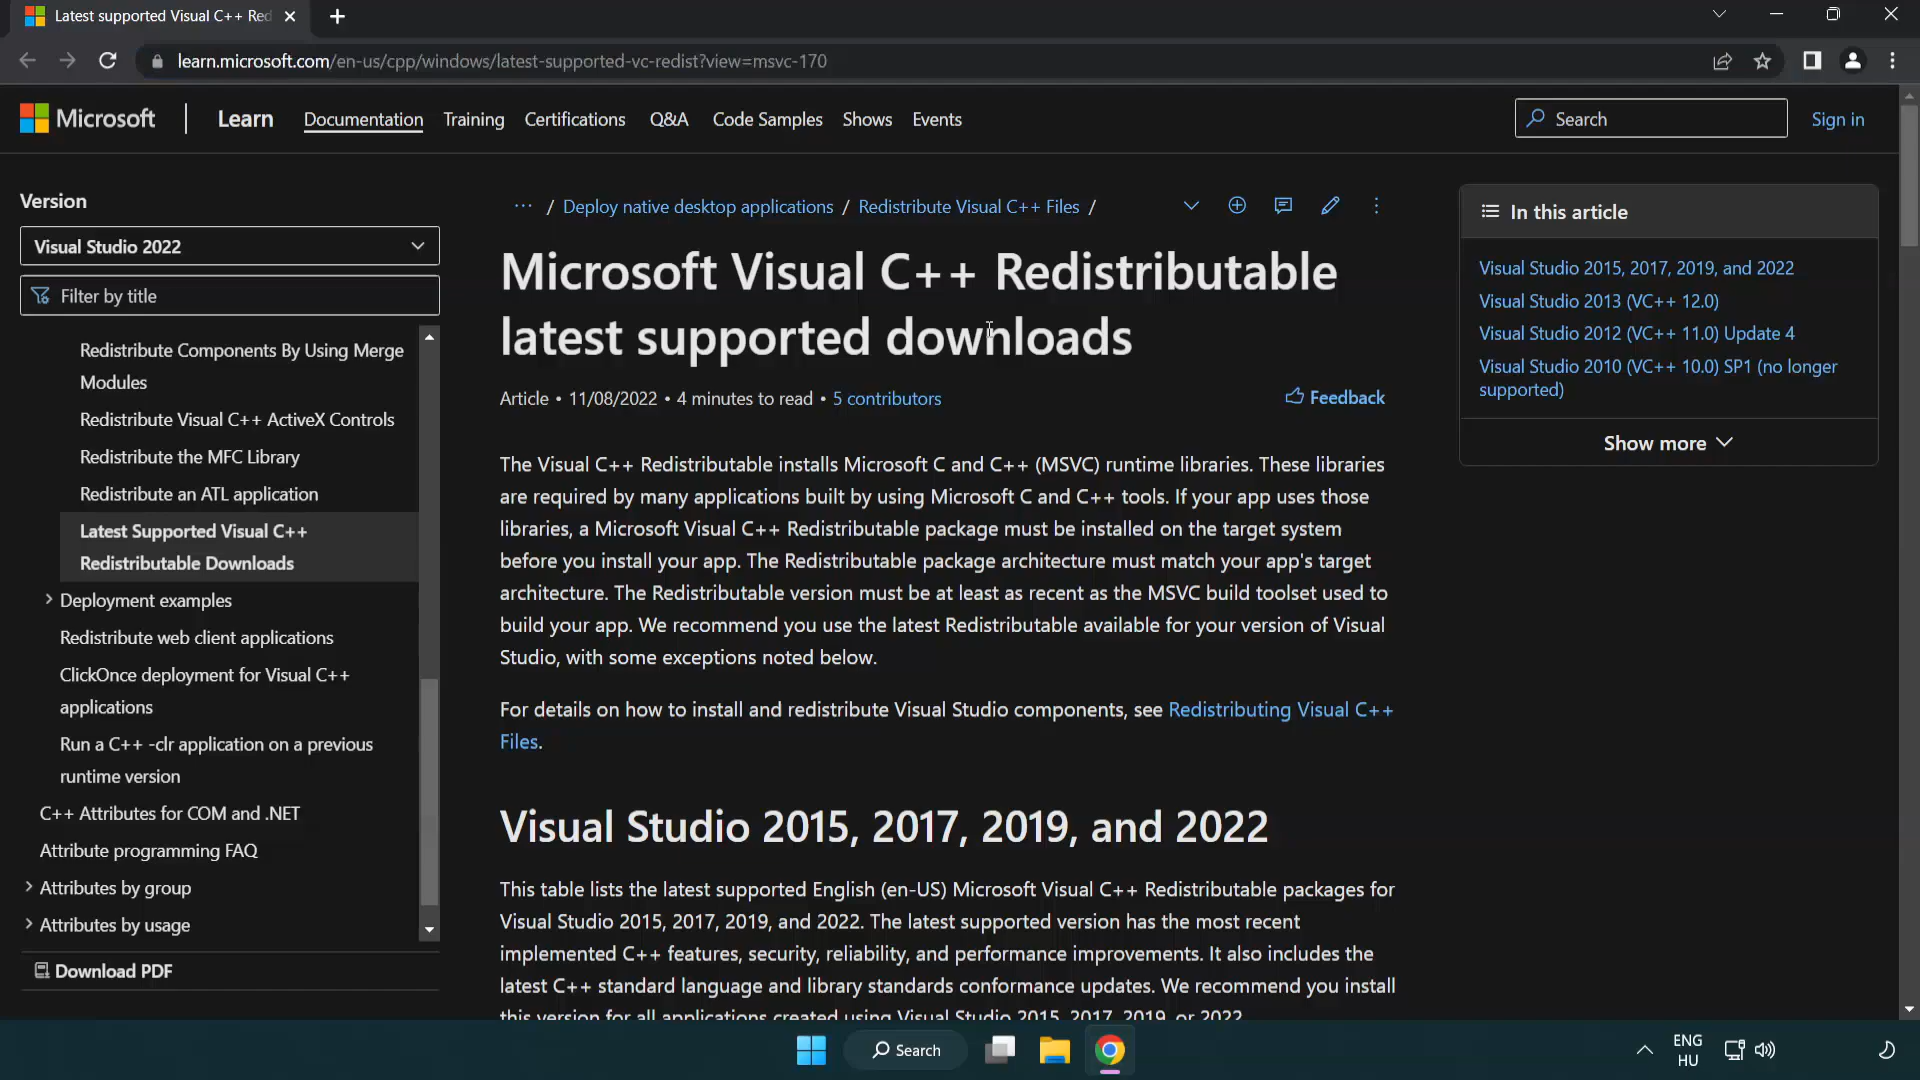 Latest supported Visual C++ Red
learn.microsoft.com/en-us/cpp/windows/latest-supported-vc-redist?view=msvc-170
Microsoft
Learn
Documentation
Training
Certifications
Q&A
Code Samples
Shows
Events
Search
Sign in
Version
Visual Studio 2022
Filter by title
Redistribute Components By Using Merge
Modules
Redistribute Visual C++ ActiveX Controls
Redistribute the MFC Library
Redistribute an ATL application
Latest Supported Visual C++
Redistributable Downloads
Deployment examples
Redistribute web client applications
ClickOnce deployment for Visual C++
applications
Run a C++ -clr application on a previous
runtime version
C++ Attributes for COM and .NET
Attribute programming FAQ
Attributes by group
Attributes by usage
Download PDF
... / Deploy native desktop applications / Redistribute Visual C++ Files /
Microsoft Visual C++ Redistributable
latest supported downloads
Article • 11/08/2022 • 4 minutes to read • 5 contributors
Feedback
The Visual C++ Redistributable installs Microsoft C and C++ (MSVC) runtime libraries. These libraries
are required by many applications built by using Microsoft C and C++ tools. If your app uses those
libraries, a Microsoft Visual C++ Redistributable package must be installed on the target system
before you install your app. The Redistributable package architecture must match your app's target
architecture. The Redistributable version must be at least as recent as the MSVC build toolset used to
build your app. We recommend you use the latest Redistributable available for your version of Visual
Studio, with some exceptions noted below.
For details on how to install and redistribute Visual Studio components, see Redistributing Visual C++
Files.
Visual Studio 2015, 2017, 2019, and 2022
This table lists the latest supported English (en-US) Microsoft Visual C++ Redistributable packages for
Visual Studio 2015, 2017, 2019, and 2022. The latest supported version has the most recent
implemented C++ features, security, reliability, and performance improvements. It also includes the
latest C++ standard language and library standards conformance updates. We recommend you install
this version for all applications created using Visual Studio 2015, 2017, 2019, or 2022.
In this article
Visual Studio 2015, 2017, 2019, and 2022
Visual Studio 2013 (VC++ 12.0)
Visual Studio 2012 (VC++ 11.0) Update 4
Visual Studio 2010 (VC++ 10.0) SP1 (no longer
supported)
Show more
Search
ENG
HU